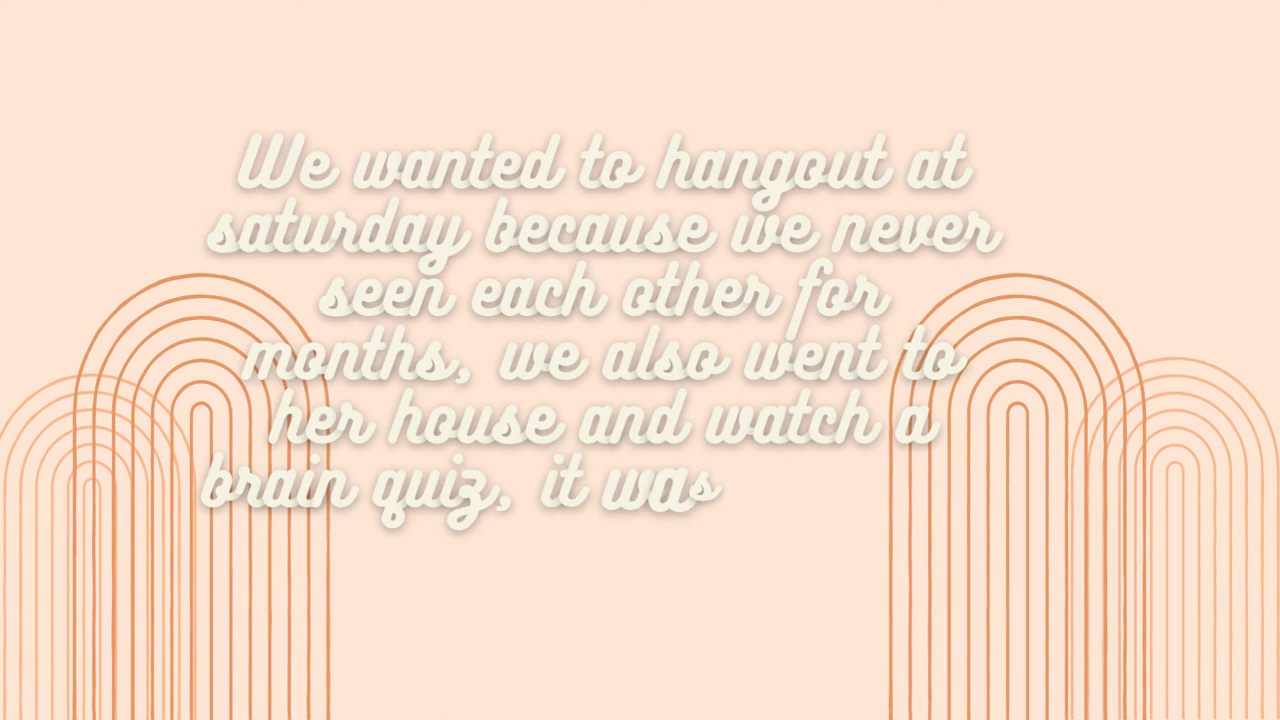 We wanted to hangout at
saturday because we never
seen each other for
months, we also went to
her house and watch a
brain quiz, it was